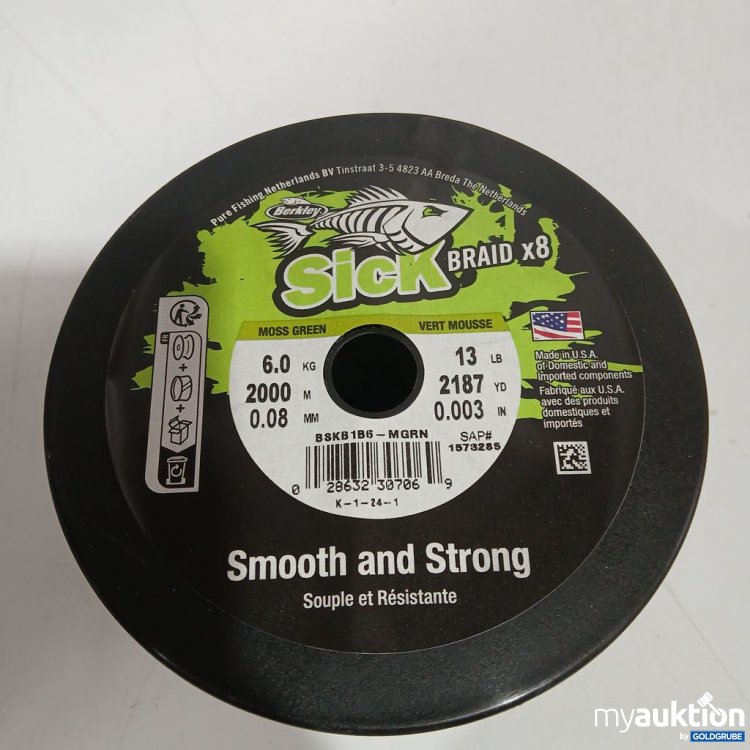 Pure Fishing Netherlands BV Tinstraat 3-5 4823 AA Breda The Netherlands
Berkley
Sick BRAID x8
MOSS GREEN VERT MOUSSE
6.0 KG 13 LB
2000 M 2187 YD
0.08 MM 0.003 IN
BSKB1B6-MGRN SAP#
1573285
0 28632 30706 9
K-1-24-1
FR
Made in U.S.A.
of Domestic and
Imported components
Fabriqué aux U.S.A.
avec des produits
domestiques et
importés
Smooth and Strong
Souple et Résistante
myauktion
by GOLDGRUBE